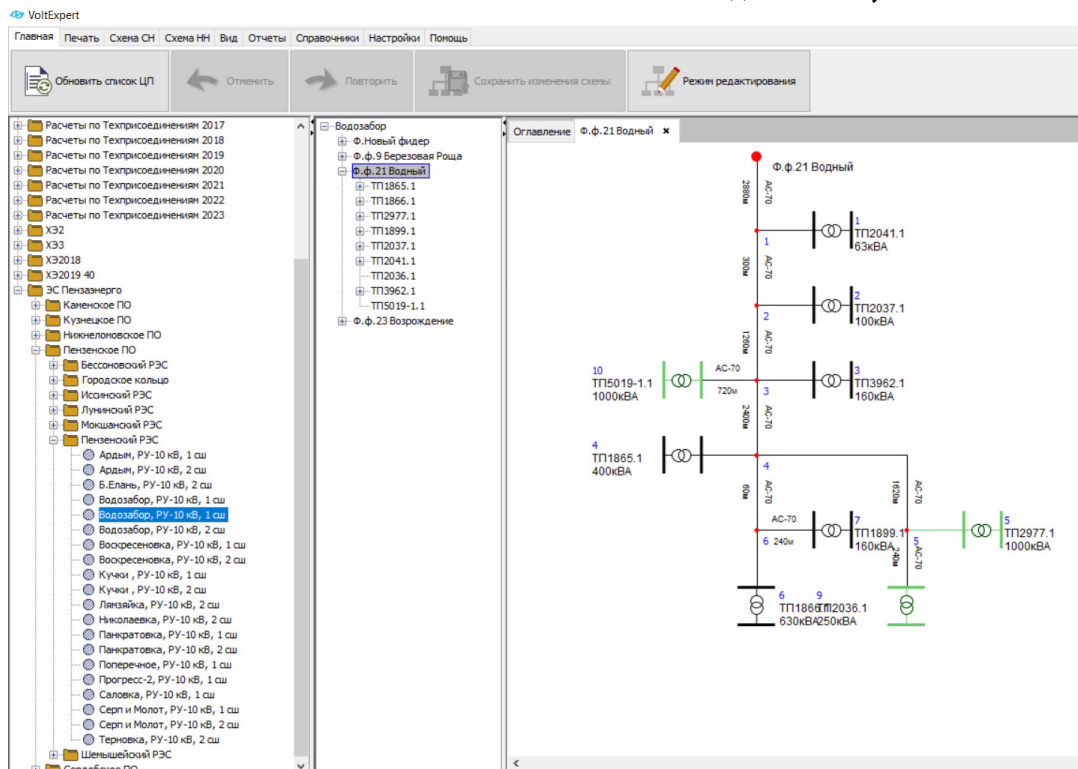 VoltExpert
Главная Печать Схема СН Схема НН Вид Отчеты Справочники Настройки Помощь
Обновить список ЦП
Отменить
Повторить
Сохранить изменения схемы
Режим редактирования
Расчеты по Техприсоединениям 2017
Расчеты по Техприсоединениям 2018
Расчеты по Техприсоединениям 2019
Расчеты по Техприсоединениям 2020
Расчеты по Техприсоединениям 2021
Расчеты по Техприсоединениям 2022
Расчеты по Техприсоединениям 2023
ХЭ2
ХЭЗ
ХЭ2018
ХЭ2019 40
ЭС Пензаэнерго
Каменское ПО
Кузнецкое ПО
Нижнеломовское ПО
Пензенское ПО
Бессоновский РЭС
Городское кольцо
Иссинский РЭС
Лунинский РЭС
Мокшанский РЭС
Пензенский РЭС
Ардым, РУ-10 кВ, 1 сш
Ардым, РУ-10 кВ, 2 сш
Б.Елань, РУ-10 кВ, 2 сш
Водозабор, РУ-10 кВ, 1 сш
Водозабор, РУ-10 кВ, 1 сш
Водозабор, РУ-10 кВ, 2 сш
Воскресеновка, РУ-10 кВ, 1 сш
Воскресеновка, РУ-10 кВ, 2 сш
Кучки , РУ-10 кВ, 1 сш
Кучки , РУ-10 кВ, 2 сш
Лямзяйка, РУ-10 кВ, 2 сш
Николаевка, РУ-10 кВ, 2 сш
Панкратовка, РУ-10 кВ, 1 сш
Панкратовка, РУ-10 кВ, 2 сш
Поперечное, РУ-10 кВ, 1 сш
Прогресс-2, РУ-10 кВ, 1 сш
Саловка, РУ-10 кВ, 1 сш
Серп и Молот, РУ-10 кВ, 1 сш
Серп и Молот, РУ-10 кВ, 2 сш
Терновка, РУ-10 кВ, 2 сш
Шемышейский РЭС
Водозабор
Ф.Новый фидер
Ф.ф.9 Березовая Роща
Ф.ф.21 Водный
ТП1865.1
ТП1866.1
ТП2977.1
ТП1899.1
ТП2037.1
ТП2041.1
ТП2036.1
ТП3962.1
ТП5019-1.1
Ф.ф.23 Возрождение
Оглавление Ф.ф.21 Водный ×
Ф.ф.21 Водный
2880м
АС-70
1
1
ТП2041.1
63кВА
300м
АС-70
2
2
ТП2037.1
100кВА
1260м
АС-70
10
ТП5019-1.1
1000кВА
АС-70
720м
3
3
ТП3962.1
160кВА
2400м
АС-70
4
ТП1865.1
400кВА
4
60м
АС-70
1620м
АС-70
АС-70
6 240м
7
ТП1899.1
160кВА
5
240м
АС-70
5
ТП2977.1
1000кВА
6
630кВА
9
ТП2036.1
250кВА